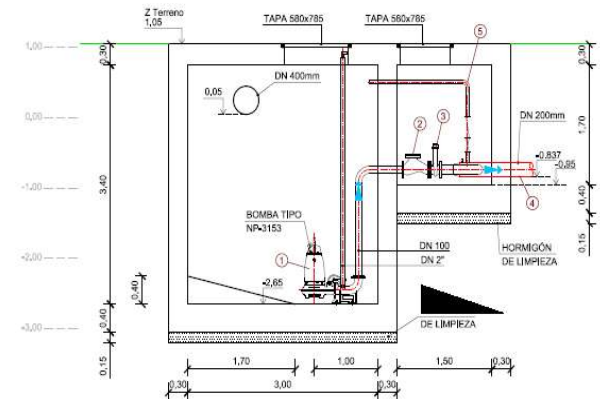 Z Terreno
1,05
TAPA 580x785
TAPA 580x785
5
1,00
0,30
0,30
DN 400mm
3
DN 200mm
0,05
2
1,70
0,00
-0.837
-0,95
3,40
-1,00
4
0,40
BOMBA TIPO
NP-3153
0,15
1
DN 100
HORMIGÓN
DE LIMPIEZA
-2,00
DN 2"
0,40
-2,65
0,40
-3,00
DE LIMPIEZA
0,15
1,70
1,00
1,50
0,30
0,30
3,00
0,30